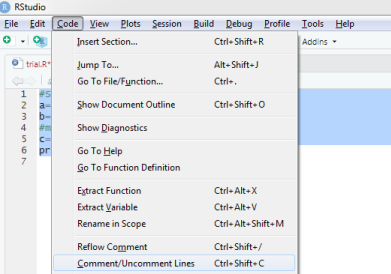 RStudio
File Edit Code View Plots Session Build Debug Profile Tools Help
Insert Section... Ctrl+Shift+R
Addins
trial.R*
Jump To... Alt+Shift+J
Go To File/Function... Ctrl+.
1 #S
2 a=
3 b=
4 #m
5 c=
6 pr
7
Show Document Outline Ctrl+Shift+O
Show Diagnostics
Go To Help
Go To Function Definition
Extract Function Ctrl+Alt+X
Extract Variable Ctrl+Alt+V
Rename in Scope Ctrl+Alt+Shift+M
Reflow Comment Ctrl+Shift+/
Comment/Uncomment Lines Ctrl+Shift+C